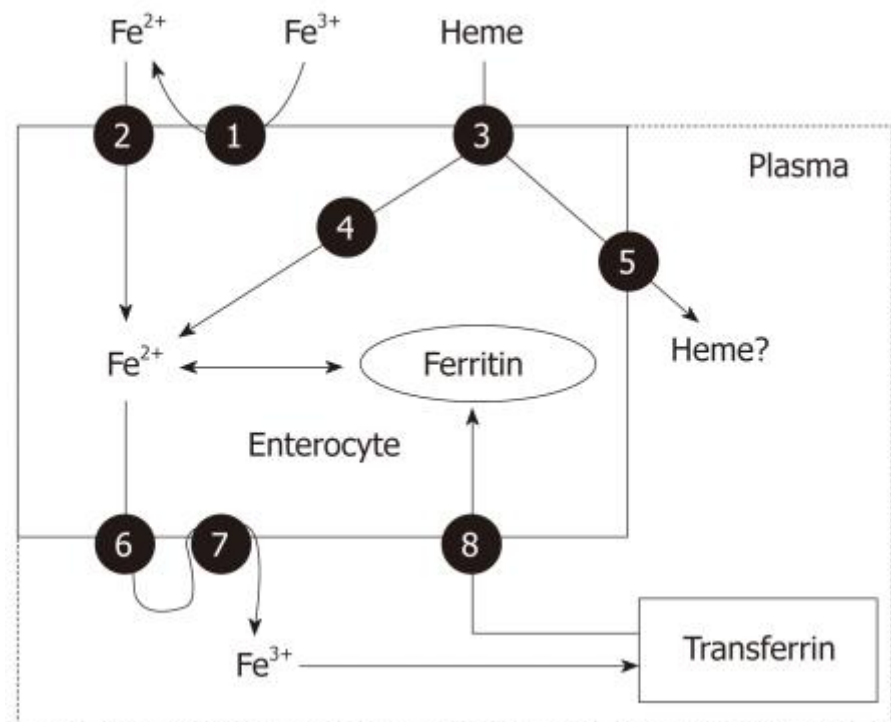 Fe²⁺ Fe³⁺ Heme
2 1 3
Plasma
4
5
Heme?
Fe²⁺ Ferritin
Enterocyte
6 7 8
Fe³⁺ Transferrin